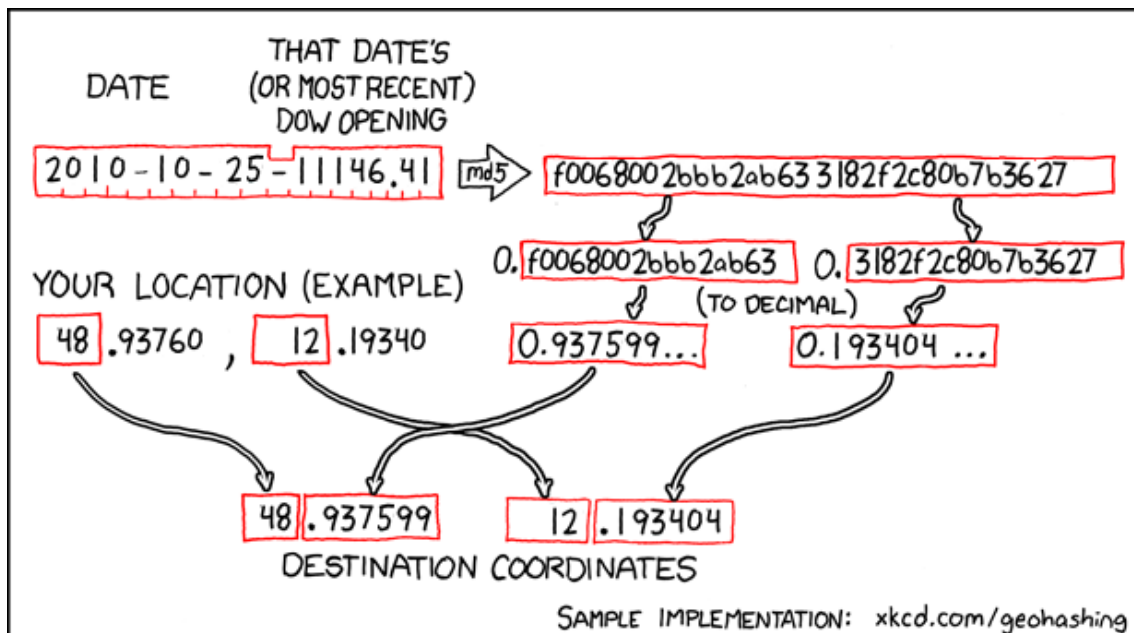 DATE
THAT DATE'S
(OR MOST RECENT)
DOW OPENING
2010-10-25-11146.41
md5
f0068002bbb2ab633182f2c80b7b3627
0.f0068002bbb2ab63
0.3182f2c80b7b3627
YOUR LOCATION (EXAMPLE)
(TO DECIMAL)
48.93760, 12.19340
0.937599...
0.193404...
48.937599
12.193404
DESTINATION COORDINATES
SAMPLE IMPLEMENTATION: xkcd.com/geohashing